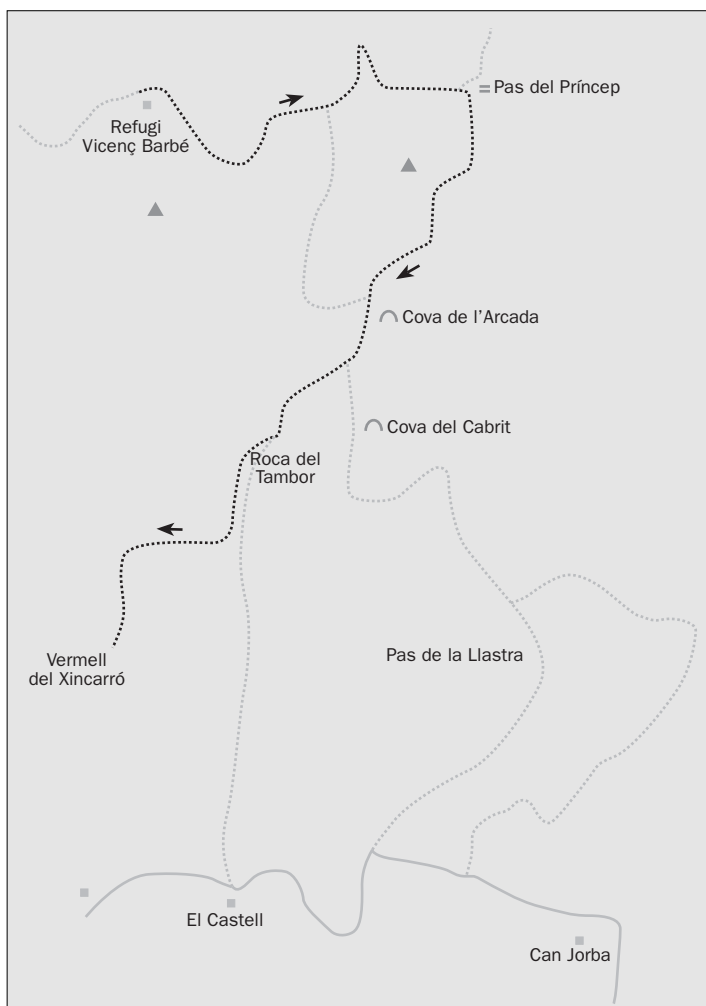 Pas del Príncep
Refugi
Vicenç Barbé
Cova de l’Arcada
Cova del Cabrit
Roca del
Tambor
Vermell
del Xincarró
Pas de la Llastra
El Castell
Can Jorba